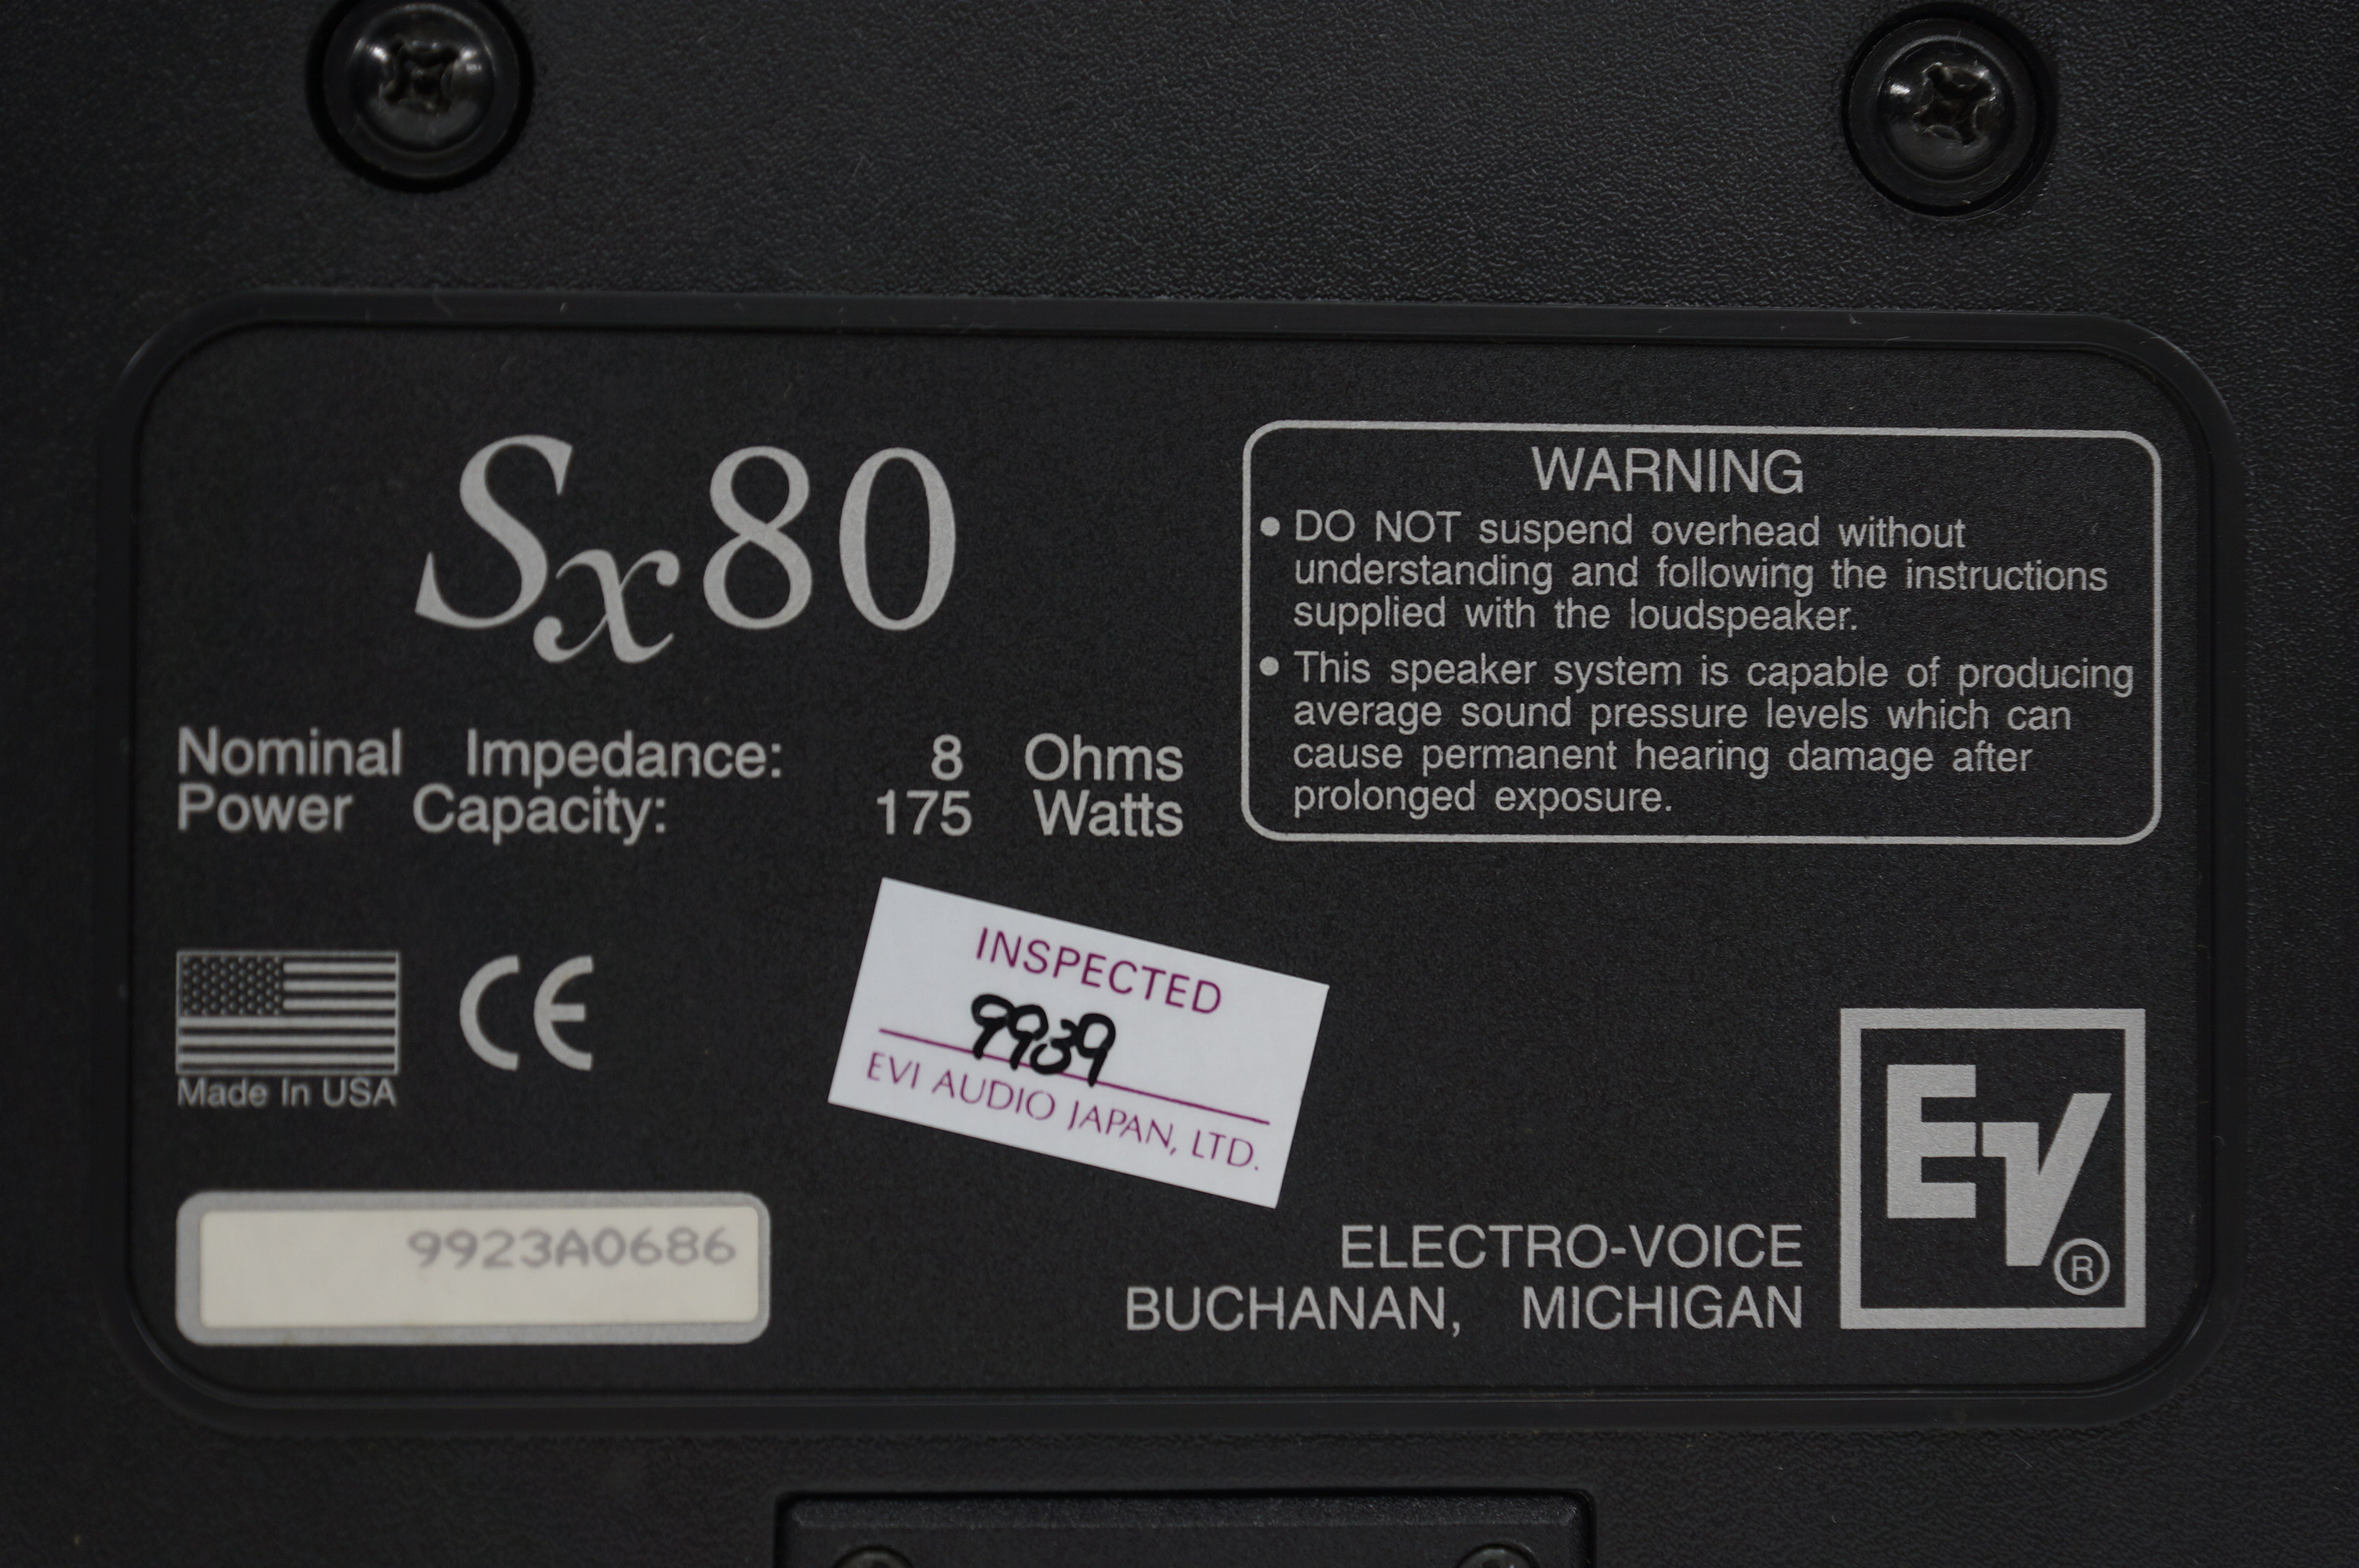 Sx80
Nominal Impedance: 8 Ohms
Power Capacity: 175 Watts
WARNING
• DO NOT suspend overhead without
understanding and following the instructions
supplied with the loudspeaker.
• This speaker system is capable of producing
average sound pressure levels which can
cause permanent hearing damage after
prolonged exposure.
Made In USA
CE
INSPECTED
9939
EVI AUDIO JAPAN, LTD.
9923A0686
ELECTRO-VOICE
BUCHANAN, MICHIGAN
EV®